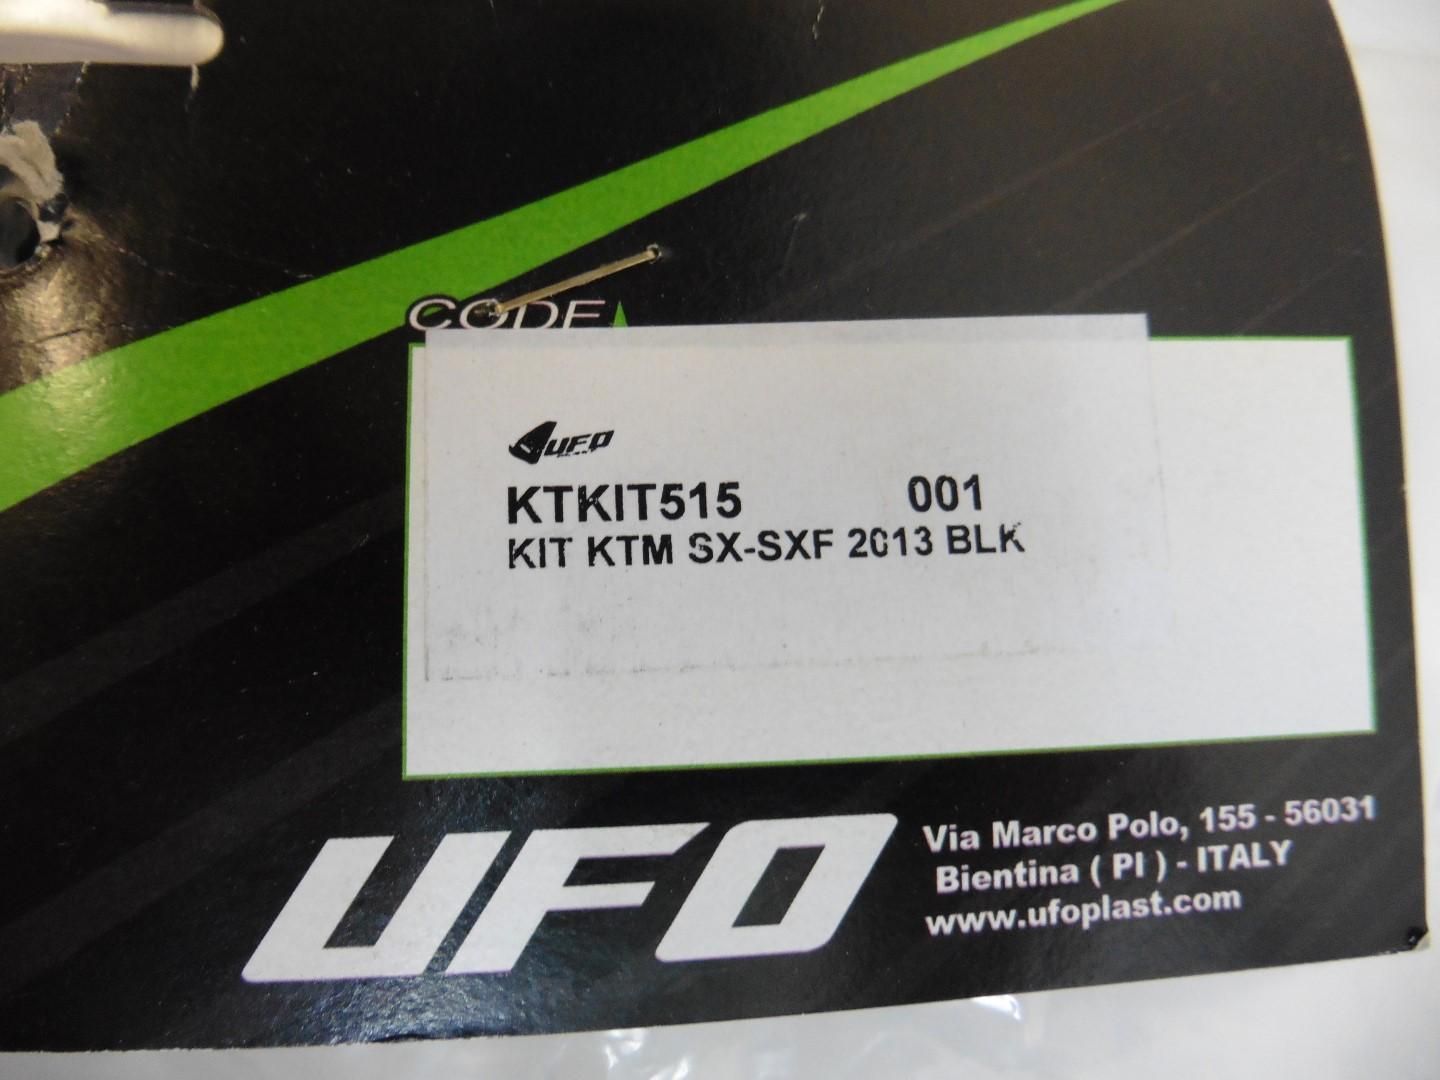 CODE
UFO
KTKIT515 001
KIT KTM SX-SXF 2013 BLK
UFO
Via Marco Polo, 155 - 56031
Bientina ( PI ) - ITALY
www.ufoplast.com